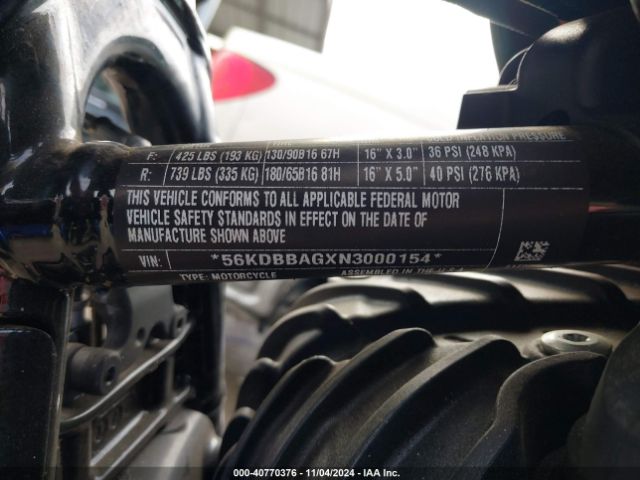 F: 425 LBS (193 KG) 130/90B16 67H 16" X 3.0" 36 PSI (248 KPA)
R: 739 LBS (335 KG) 180/65B16 81H 16" X 5.0" 40 PSI (276 KPA)
THIS VEHICLE CONFORMS TO ALL APPLICABLE FEDERAL MOTOR
VEHICLE SAFETY STANDARDS IN EFFECT ON THE DATE OF
MANUFACTURE SHOWN ABOVE
VIN: *56KDBBAGXN3000154*
TYPE: MOTORCYCLE ASSEMBLED IN THE U.S.A.
000-40770376 - 11/04/2024 - IAA Inc.